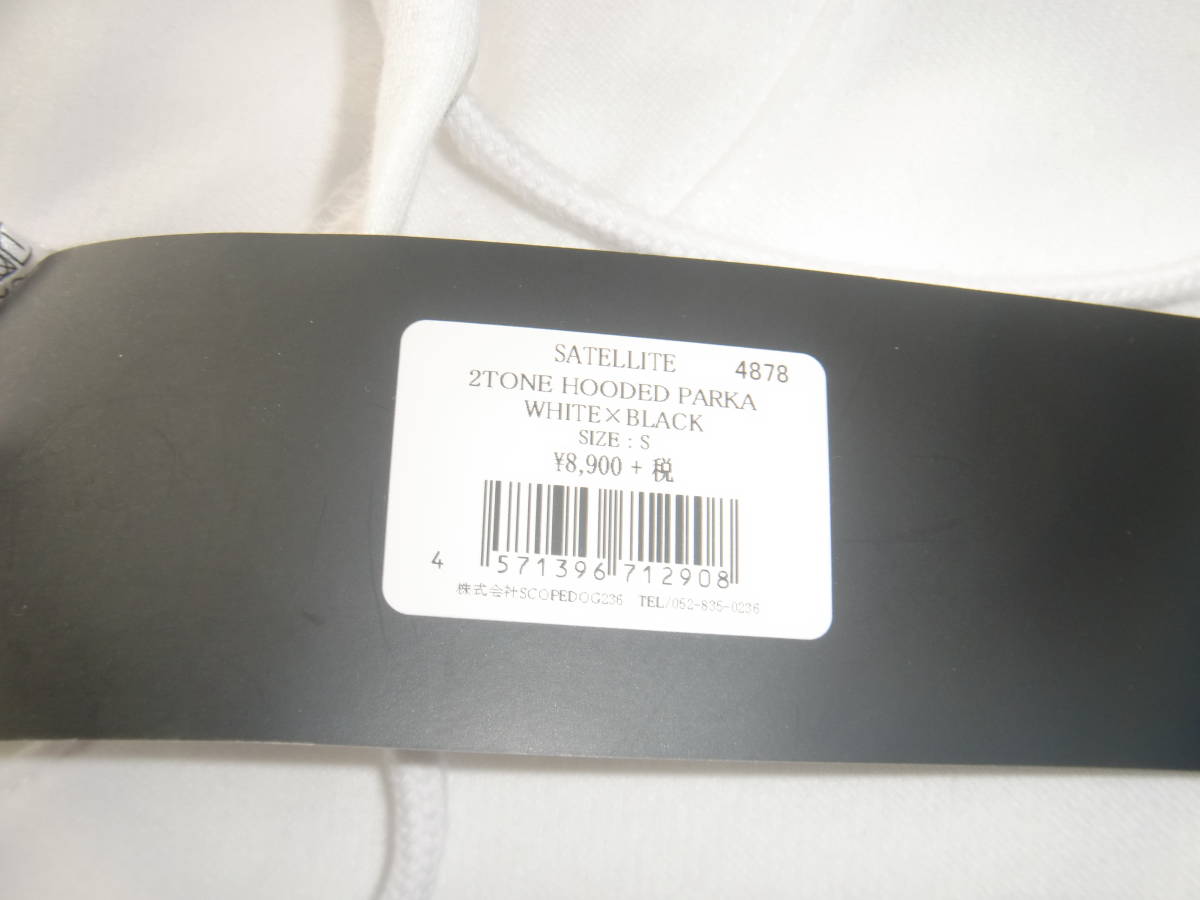 SATELLITE 4878
2TONE HOODED PARKA
WHITE×BLACK
SIZE : S
¥8,900 + 税
4 571396 712908
株式会社SCOPEDOG236 TEL/052-835-0236